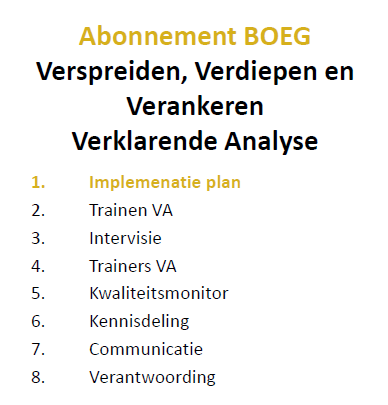 Abonnement BOEG
Verspreiden, Verdiepen en
Verankeren
Verklarende Analyse
1. Implemenatie plan
2. Trainen VA
3. Intervisie
4. Trainers VA
5. Kwaliteitsmonitor
6. Kennisdeling
7. Communicatie
8. Verantwoording